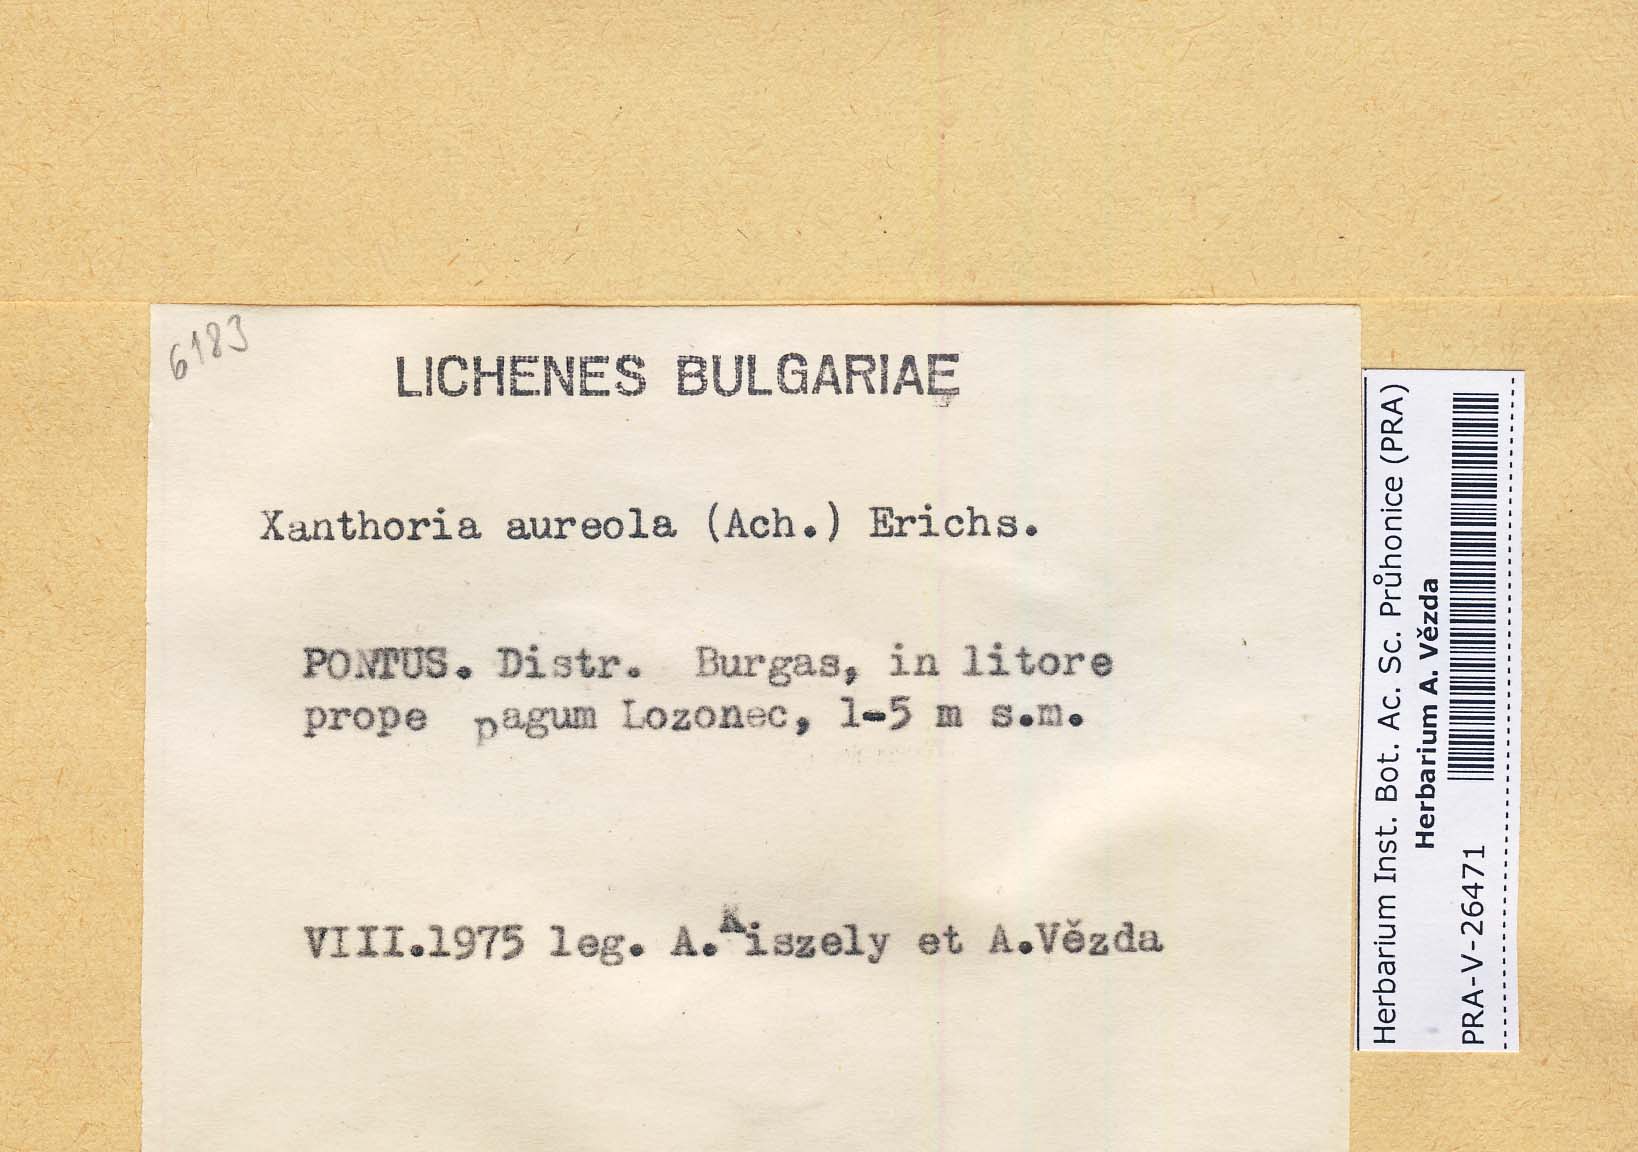 6183
LICHENES BULGARIAE
Xanthoria aureola (Ach.) Erichs.
PONTUS. Distr. Burgas, in litore
prope pagum Lozonec, 1-5 m s.m.
VIII.1975 leg. A.Kiszely et A.Vězda
Herbarium Inst. Bot. Ac. Sc. Průhonice (PRA)
Herbarium A. Vězda
PRA-V-26471